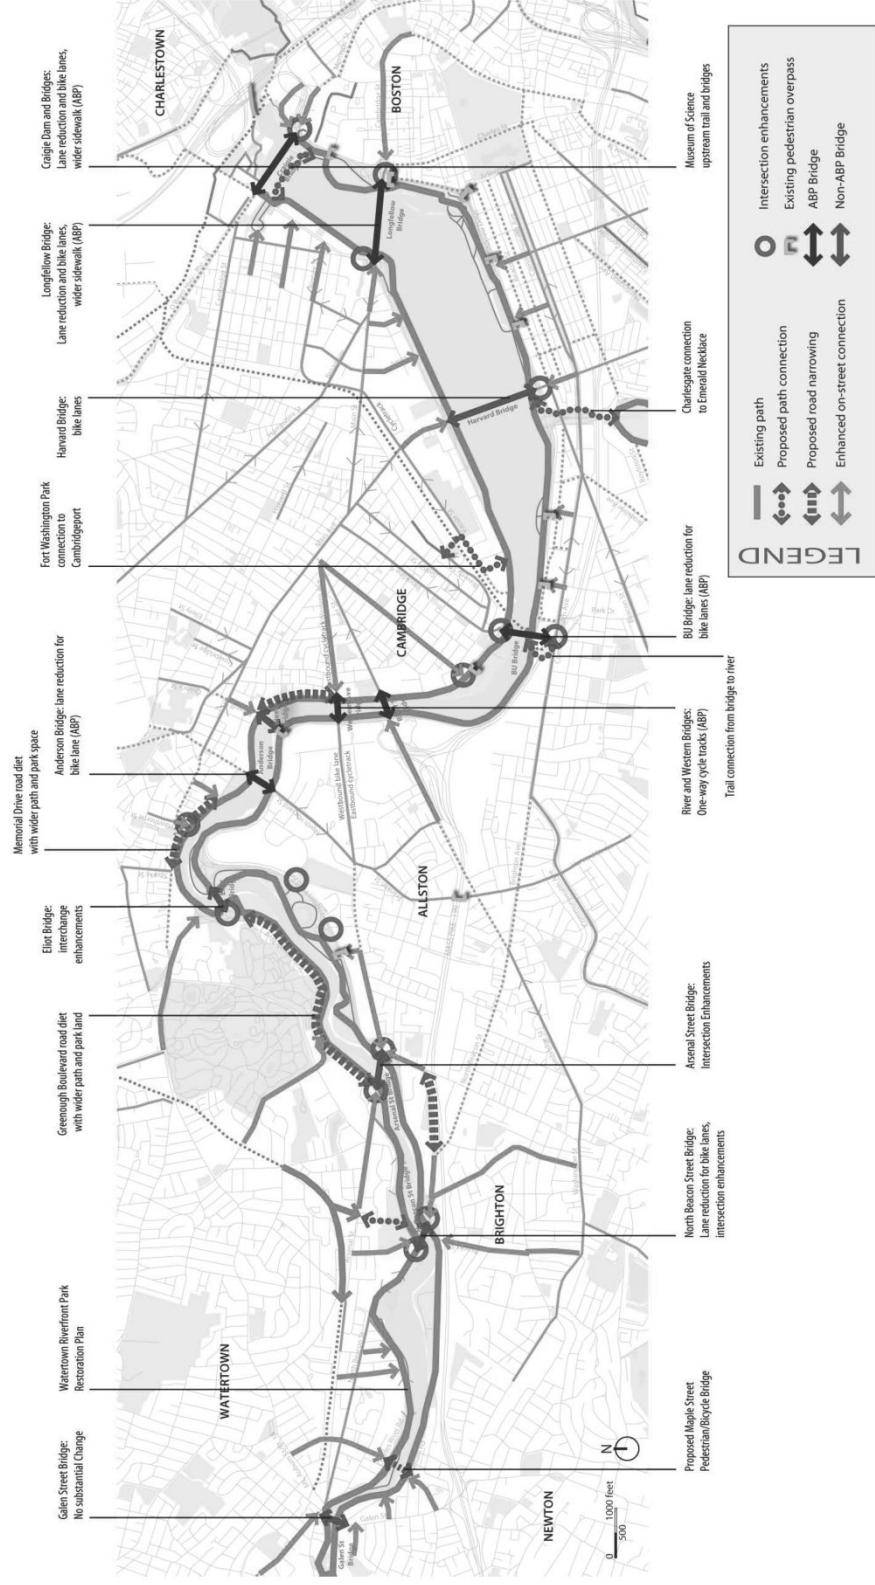 Galen Street Bridge:
No substantial Change
Watertown Riverfront Park
Restoration Plan
Greenough Boulevard road diet
with wider path and park land
Eliot Bridge:
interchange
enhancements
Memorial Drive road diet
with wider path and park space
Anderson Bridge: lane reduction for
bike lane (ABP)
Fort Washington Park
connection to
Cambridgeport
Harvard Bridge:
bike lanes
Longfellow Bridge:
Lane reduction and bike lanes,
wider sidewalk (ABP)
Craigie Dam and Bridges:
Lane reduction and bike lanes,
wider sidewalk (ABP)
CHARLESTOWN
BOSTON
CAMBRIDGE
ALLSTON
BRIGHTON
WATERTOWN
NEWTON
Longfellow
Bridge
Harvard Bridge
BU Bridge
Anderson
Bridge
Westbound bike lane
Eastbound cycletrack
Cycletrack
Arsenal St Bridge
Galen St
Bridge
Galen St
N
500
1000 feet
Proposed Maple Street
Pedestrian/Bicycle Bridge
North Beacon Street Bridge:
Lane reduction for bike lanes,
intersection enhancements
Arsenal Street Bridge:
Intersection Enhancements
River and Western Bridges:
One-way cycle tracks (ABP)
Trail connection from bridge to river
BU Bridge: lane reduction for
bike lanes (ABP)
Charlesgate connection
to Emerald Necklace
Museum of Science
upstream trail and bridges
LEGEND
Existing path
Proposed path connection
Proposed road narrowing
Enhanced on-street connection
Intersection enhancements
Existing pedestrian overpass
ABP Bridge
Non-ABP Bridge